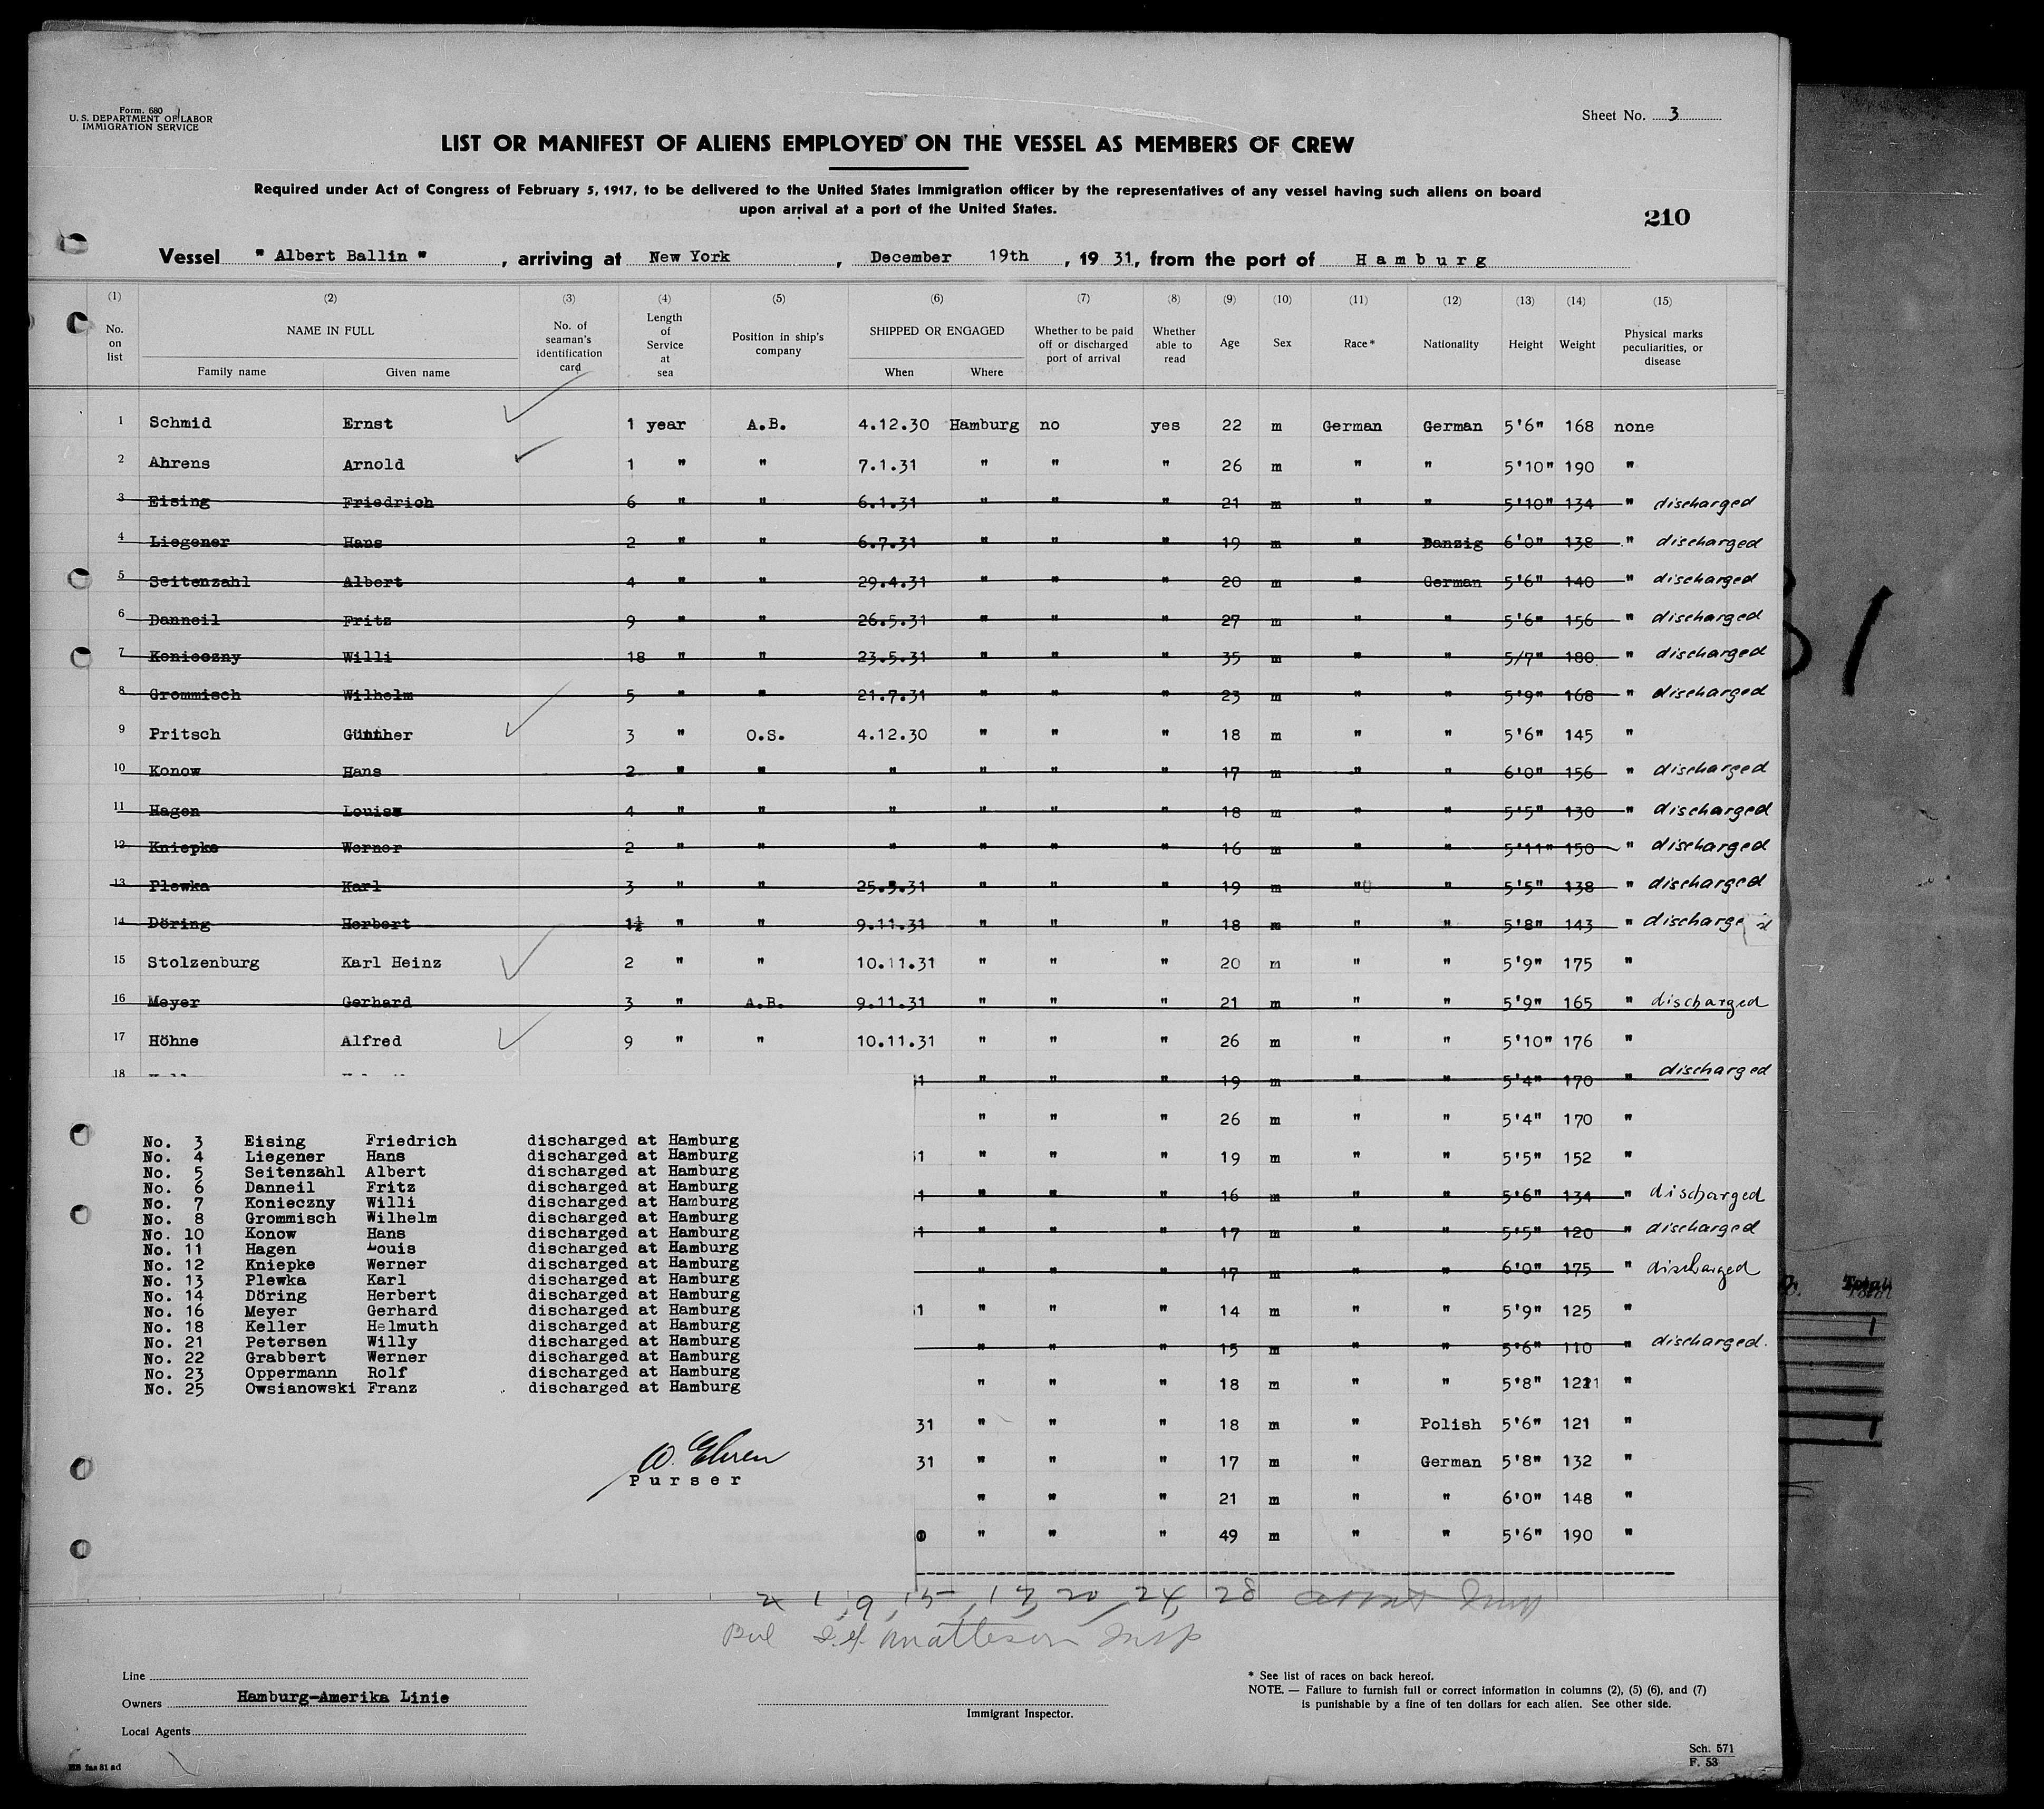 Form. 680
U. S. DEPARTMENT OF LABOR
IMMIGRATION SERVICE
Sheet No. 3
LIST OR MANIFEST OF ALIENS EMPLOYED ON THE VESSEL AS MEMBERS OF CREW
Required under Act of Congress of February 5, 1917, to be delivered to the United States immigration officer by the representatives of any vessel having such aliens on board
upon arrival at a port of the United States.
210
Vessel " Albert Ballin " , arriving at New York , December 19th , 19 31, from the port of Hamburg
(1) (2) (3) (4) (5) (6) (7) (8) (9) (10) (11) (12) (13) (14) (15)
No. on list NAME IN FULL Family name Given name No. of seaman's identification card Length of Service at sea Position in ship's company SHIPPED OR ENGAGED When Where Whether to be paid off or discharged port of arrival Whether able to read Age Sex Race* Nationality Height Weight Physical marks peculiarities, or disease
1 Schmid Ernst 1 year A.B. 4.12.30 Hamburg no yes 22 m German German 5'6" 168 none
2 Ahrens Arnold 1 " " 7.1.31 " " " 26 m " " 5'10" 190 "
3 Eising Friedrich 6 " " 6.1.31 " " " 21 m " " 5'10" 134 " discharged
4 Liegener Hans 2 " " 6.7.31 " " " 19 m " Danzig 6'0" 138 " discharged
5 Seitenzahl Albert 4 " " 29.4.31 " " " 20 m " German 5'6" 140 " discharged
6 Danneil Fritz 9 " " 26.5.31 " " " 27 m " " 5'6" 156 " discharged
7 Konieczny Willi 18 " " 23.5.31 " " " 35 m " " 5/7" 180 " discharged
8 Grommisch Wilhelm 5 " " 21.7.31 " " " 23 m " " 5'9" 168 " discharged
9 Pritsch Günther 3 " O.S. 4.12.30 " " " 18 m " " 5'6" 145 "
10 Konow Hans 2 " " " " " " 17 m " " 6'0" 156 " discharged
11 Hagen Louis 4 " " " " " " 18 m " " 5'5" 130 " discharged
12 Kniepke Werner 2 " " " " " " 16 m " " 5'11" 150 " discharged
13 Plewka Karl 3 " " 25.5.31 " " " 19 m " " 5'5" 138 " discharged
14 Döring Herbert 1½ " " 9.11.31 " " " 18 m " " 5'8" 143 " discharged
15 Stolzenburg Karl Heinz 2 " " 10.11.31 " " " 20 m " " 5'9" 175 "
16 Meyer Gerhard 3 " A.B. 9.11.31 " " " 21 m " " 5'9" 165 " discharged
17 Höhne Alfred 9 " " 10.11.31 " " " 26 m " " 5'10" 176 "
18 31 " " " 19 m " " 5'4" 170 " discharged
" " " 26 m " " 5'4" 170 "
31 " " " 19 m " " 5'5" 152 "
31 " " " 16 m " " 5'6" 134 " discharged
31 " " " 17 m " " 5'5" 120 " discharged
" " " 17 m " " 6'0" 175 " discharged
31 " " " 14 m " " 5'9" 125 "
" " " 15 m " " 5'6" 110 " discharged.
" " " 18 m " " 5'8" 121 "
31 " " " 18 m " Polish 5'6" 121 "
31 " " " 17 m " German 5'8" 132 "
" " " 21 m " " 6'0" 148 "
0 " " " 49 m " " 5'6" 190 "
No. 3 Eising Friedrich discharged at Hamburg
No. 4 Liegener Hans discharged at Hamburg
No. 5 Seitenzahl Albert discharged at Hamburg
No. 6 Danneil Fritz discharged at Hamburg
No. 7 Konieczny Willi discharged at Hamburg
No. 8 Grommisch Wilhelm discharged at Hamburg
No. 10 Konow Hans discharged at Hamburg
No. 11 Hagen Louis discharged at Hamburg
No. 12 Kniepke Werner discharged at Hamburg
No. 13 Plewka Karl discharged at Hamburg
No. 14 Döring Herbert discharged at Hamburg
No. 16 Meyer Gerhard discharged at Hamburg
No. 18 Keller Helmuth discharged at Hamburg
No. 21 Petersen Willy discharged at Hamburg
No. 22 Grabbert Werner discharged at Hamburg
No. 23 Oppermann Rolf discharged at Hamburg
No. 25 Owsianowski Franz discharged at Hamburg
Purser
1, 9, 15, 17, 20, 24, 28
Matteson Insp
Line
Owners Hamburg-Amerika Linie
Local Agents
Immigrant Inspector.
* See list of races on back hereof.
NOTE. — Failure to furnish full or correct information in columns (2), (5) (6), and (7)
is punishable by a fine of ten dollars for each alien. See other side.
Sch. 571
F. 53
Total